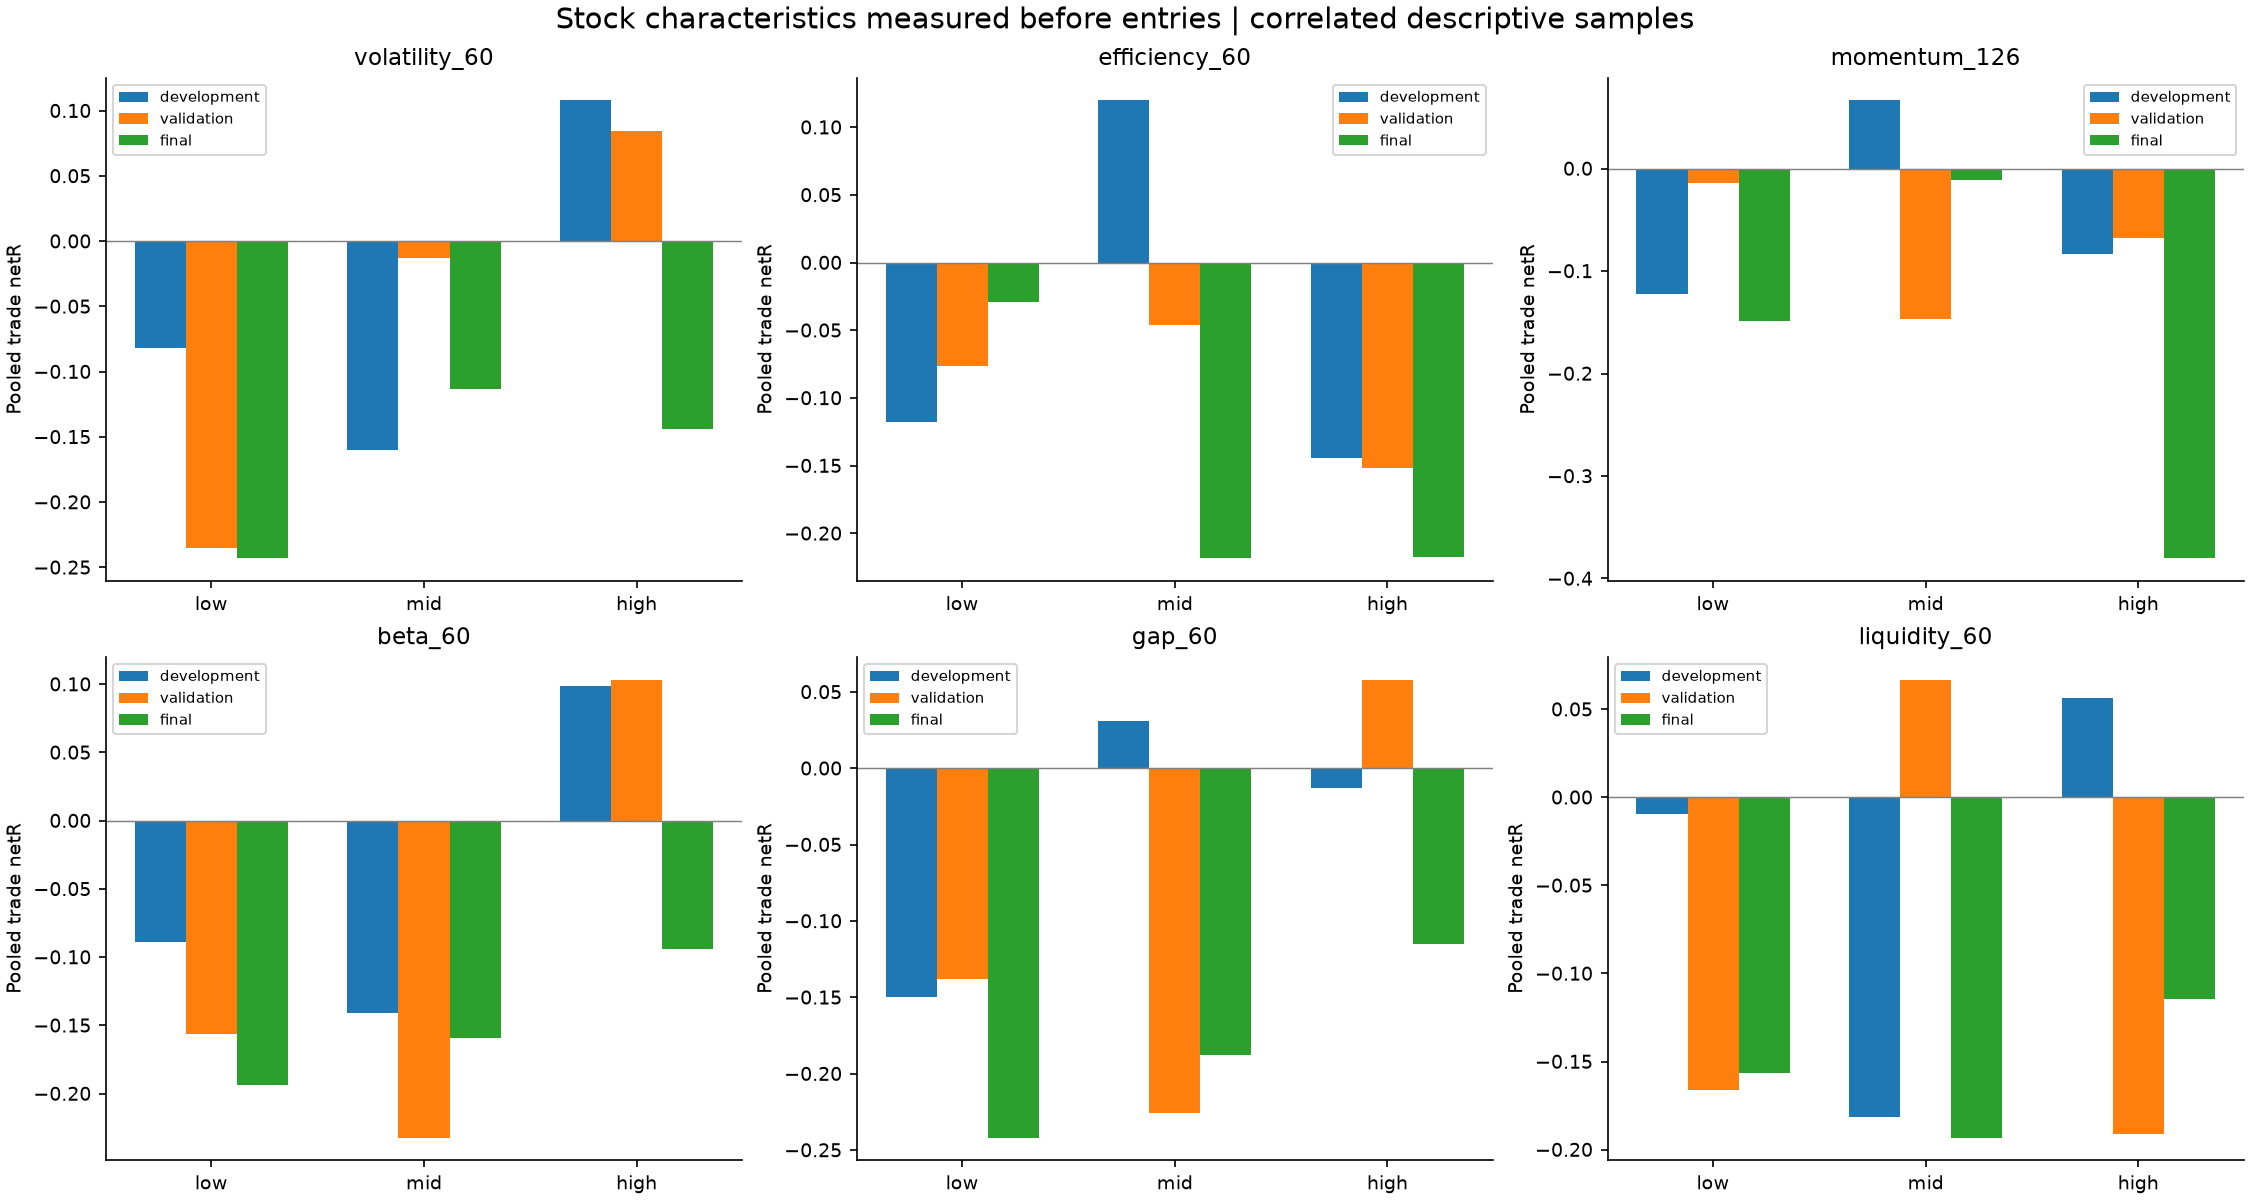 Stock characteristics measured before entries | correlated descriptive samples
volatility_60
development
validation
final
Pooled trade netR
0.10
0.05
0.00
−0.05
−0.10
−0.15
−0.20
−0.25
low mid high
efficiency_60
development
validation
final
Pooled trade netR
0.10
0.05
0.00
−0.05
−0.10
−0.15
−0.20
low mid high
momentum_126
development
validation
final
Pooled trade netR
0.0
−0.1
−0.2
−0.3
−0.4
low mid high
beta_60
development
validation
final
Pooled trade netR
0.10
0.05
0.00
−0.05
−0.10
−0.15
−0.20
low mid high
gap_60
development
validation
final
Pooled trade netR
0.05
0.00
−0.05
−0.10
−0.15
−0.20
−0.25
low mid high
liquidity_60
development
validation
final
Pooled trade netR
0.05
0.00
−0.05
−0.10
−0.15
−0.20
low mid high